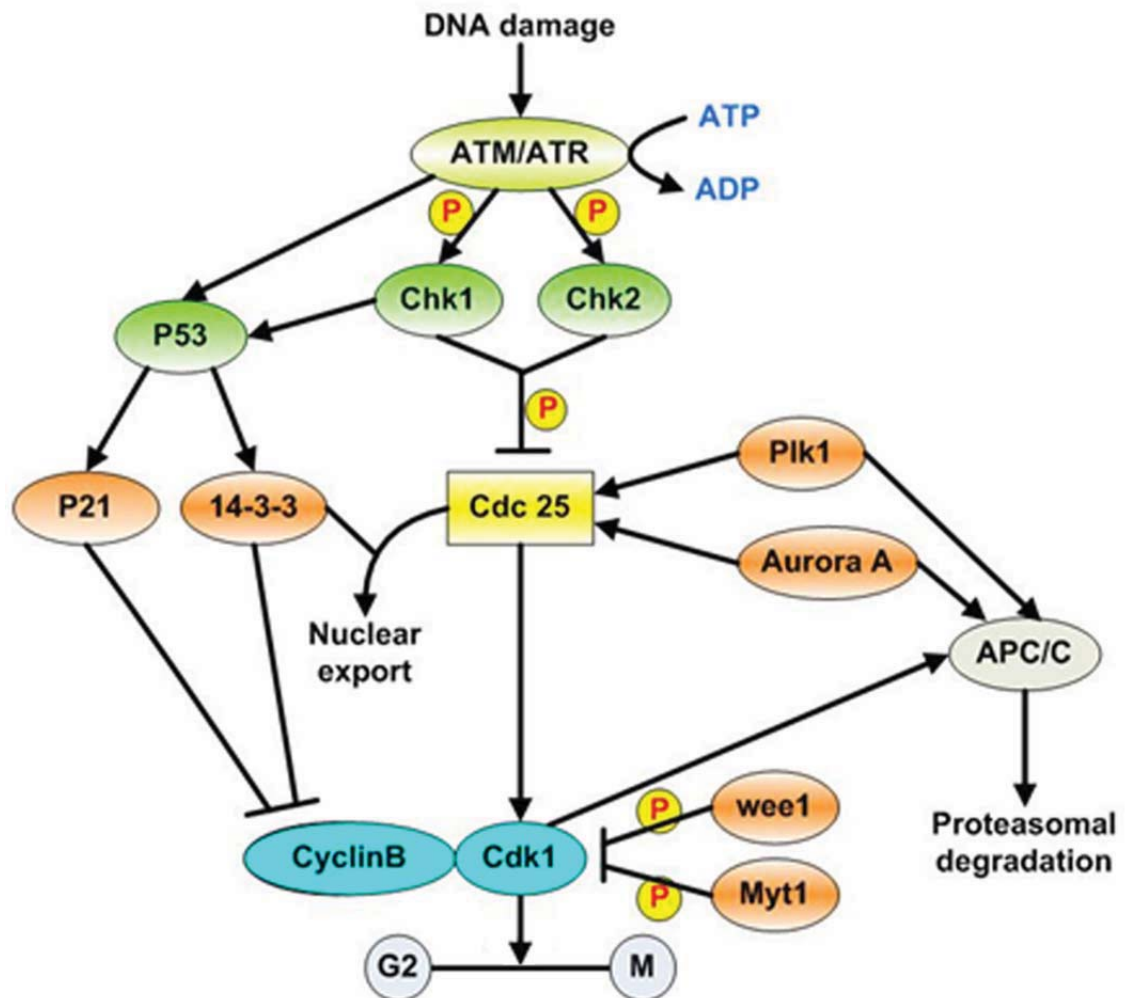 DNA damage
ATP
ATM/ATR
ADP
P
P
Chk1
Chk2
P53
P
Plk1
P21
14-3-3
Cdc 25
Aurora A
Nuclear
export
APC/C
P
wee1
Proteasomal
degradation
CyclinB
Cdk1
P
Myt1
G2
M